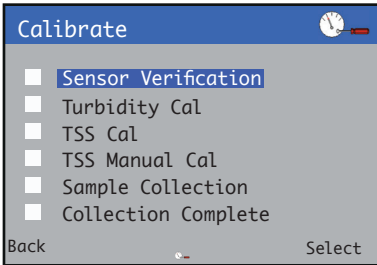 Calibrate
Sensor Verification
Turbidity Cal
TSS Cal
TSS Manual Cal
Sample Collection
Collection Complete
Back Select